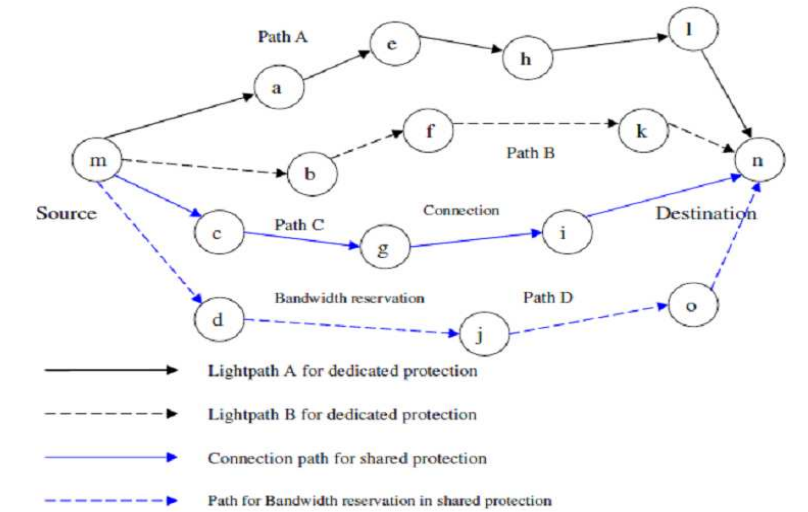 Path A
e
h
l
a
m
b
f
Path B
k
n
Source
c
Path C
g
Connection
i
Destination
d
Bandwidth reservation
j
Path D
o
Lightpath A for dedicated protection
Lightpath B for dedicated protection
Connection path for shared protection
Path for Bandwidth reservation in shared protection